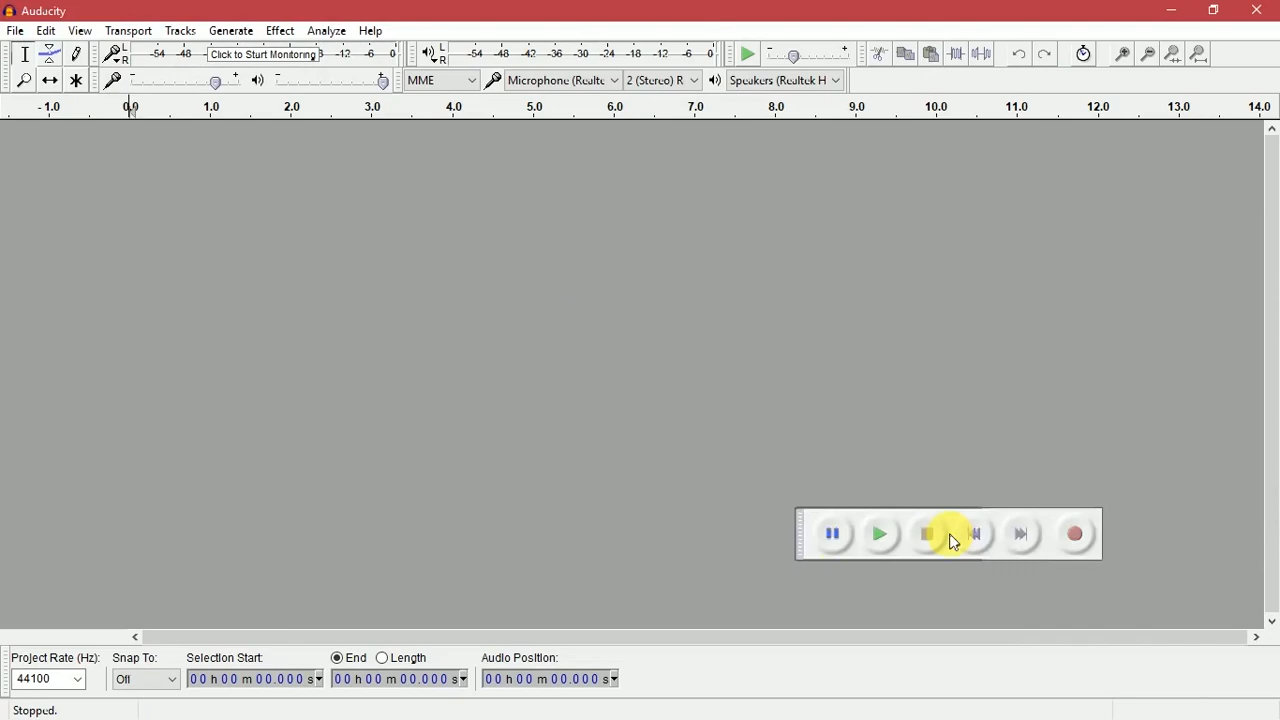 Audacity
File Edit View Transport Tracks Generate Effect Analyze Help
L R -54 -48 Click to Start Monitoring -12 -6 0 L R -54 -48 -42 -36 -30 -24 -18 -12 -6 0
MME Microphone (Realte 2 (Stereo) R Speakers (Realtek H
-1.0 0.0 1.0 2.0 3.0 4.0 5.0 6.0 7.0 8.0 9.0 10.0 11.0 12.0 13.0 14.0
Project Rate (Hz): Snap To: Selection Start: End Length Audio Position:
44100 Off 00 h 00 m 00.000 s 00 h 00 m 00.000 s 00 h 00 m 00.000 s
Stopped.